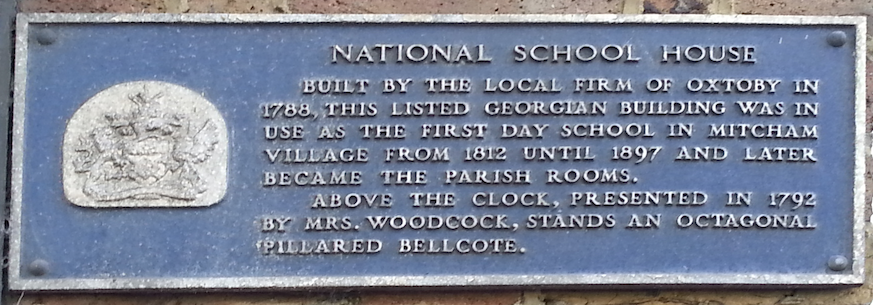 NATIONAL SCHOOL HOUSE
BUILT BY THE LOCAL FIRM OF OXTOBY IN
1788, THIS LISTED GEORGIAN BUILDING WAS IN
USE AS THE FIRST DAY SCHOOL IN MITCHAM
VILLAGE FROM 1812 UNTIL 1897 AND LATER
BECAME THE PARISH ROOMS.
ABOVE THE CLOCK, PRESENTED IN 1792
BY MRS. WOODCOCK, STANDS AN OCTAGONAL
PILLARED BELLCOTE.